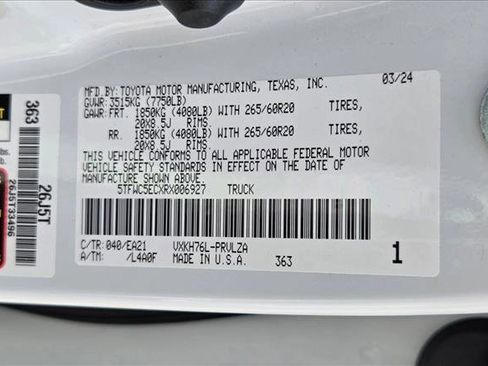 MFD.BY: TOYOTA MOTOR MANUFACTURING, TEXAS, INC. 03/24
GVWR: 3515KG (7750LB)
GAWR: FRT. 1850KG (4080LB) WITH 265/60R20 TIRES,
20X8.5J RIMS
RR. 1850KG (4080LB) WITH 265/60R20 TIRES,
20X8.5J RIMS.
THIS VEHICLE CONFORMS TO ALL APPLICABLE FEDERAL MOTOR
VEHICLE SAFETY STANDARDS IN EFFECT ON THE DATE OF
MANUFACTURE SHOWN ABOVE.
5TFWC5ECXRX006927 TRUCK
C/TR: 040/EA21 VXKH76L-PRVLZA
A/TM: /L4A0F MADE IN U.S.A. 363 1
363
26J5T
26J5T33496